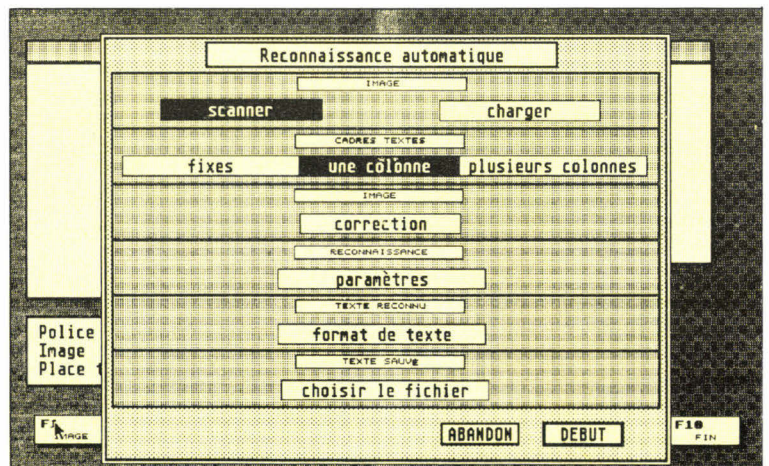 Reconnaissance automatique
IMAGE
scanner charger
CADRES TEXTES
fixes une colonne plusieurs colonnes
IMAGE
correction
RECONNAISSANCE
paramètres
TEXTE RECONNU
format de texte
TEXTE SAUVE
choisir le fichier
Police
Image
Place
ABANDON DEBUT
IMAGE
F10
FIN